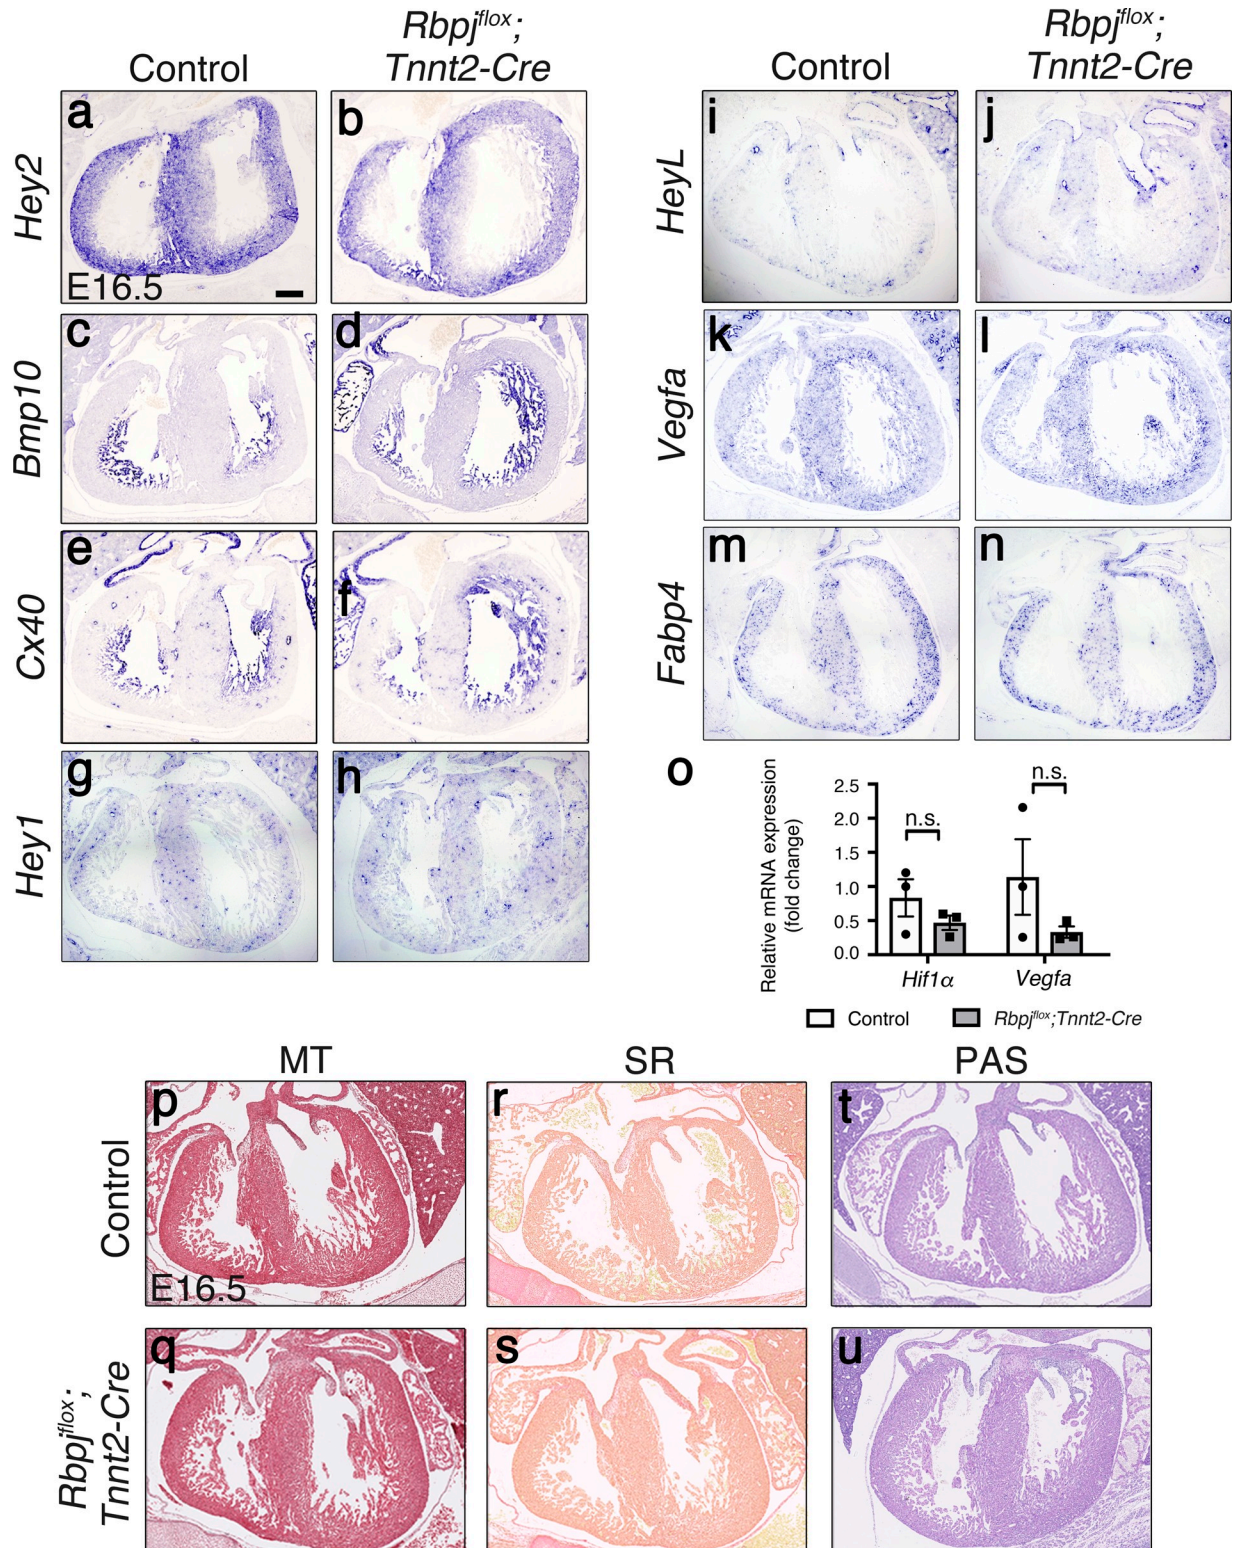 Control
Rbpjflox;
Tnnt2-Cre
Control
Rbpjflox;
Tnnt2-Cre
Hey2
a
E16.5
b
HeyL
i
j
Bmp10
c
d
Vegfa
k
l
Cx40
e
f
Fabp4
m
n
Hey1
g
h
o
Relative mRNA expression
(fold change)
2.5
2.0
1.5
1.0
0.5
0.0
n.s.
n.s.
Hif1α
Vegfa
Control
Rbpjflox;Tnnt2-Cre
MT
SR
PAS
Control
p
E16.5
r
t
Rbpjflox;
Tnnt2-Cre
q
s
u